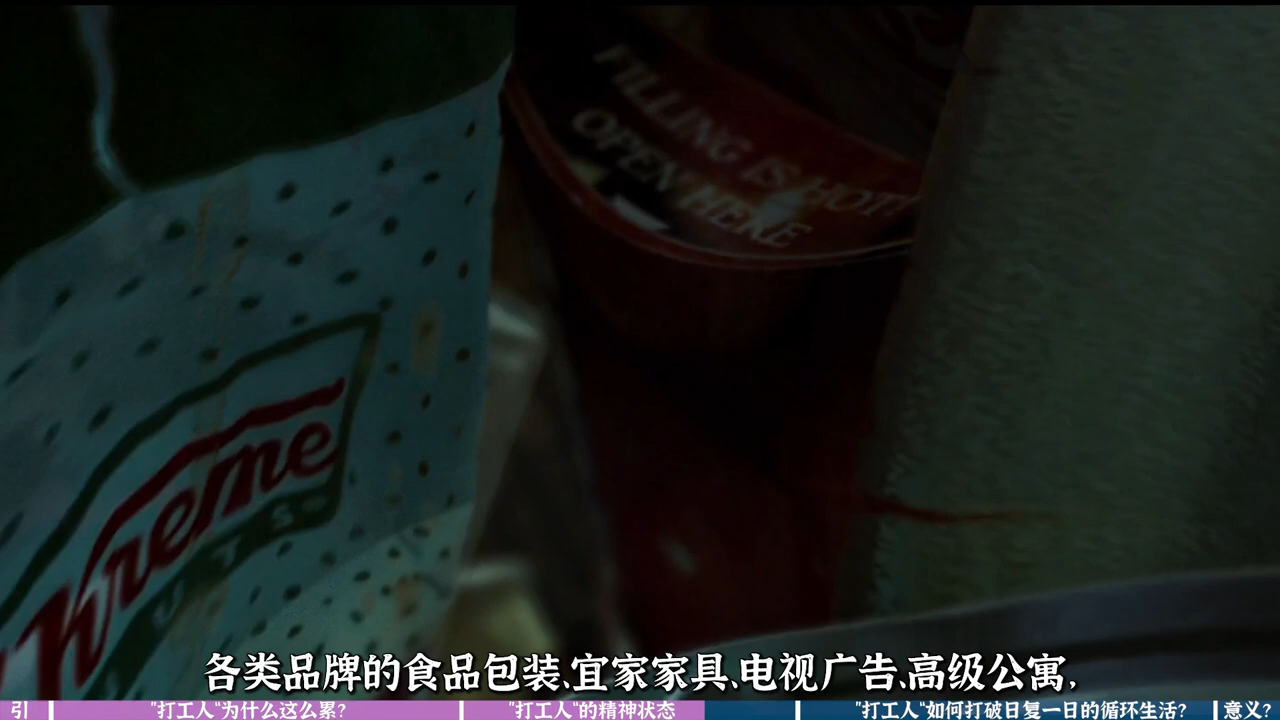 FILLING IS HOT!
OPEN HERE
Kreme
各类品牌的食品包装、宜家家具、电视广告、高级公寓,
引
"打工人"为什么这么累?
"打工人"的精神状态
"打工人"如何打破日复一日的循环生活?
意义?